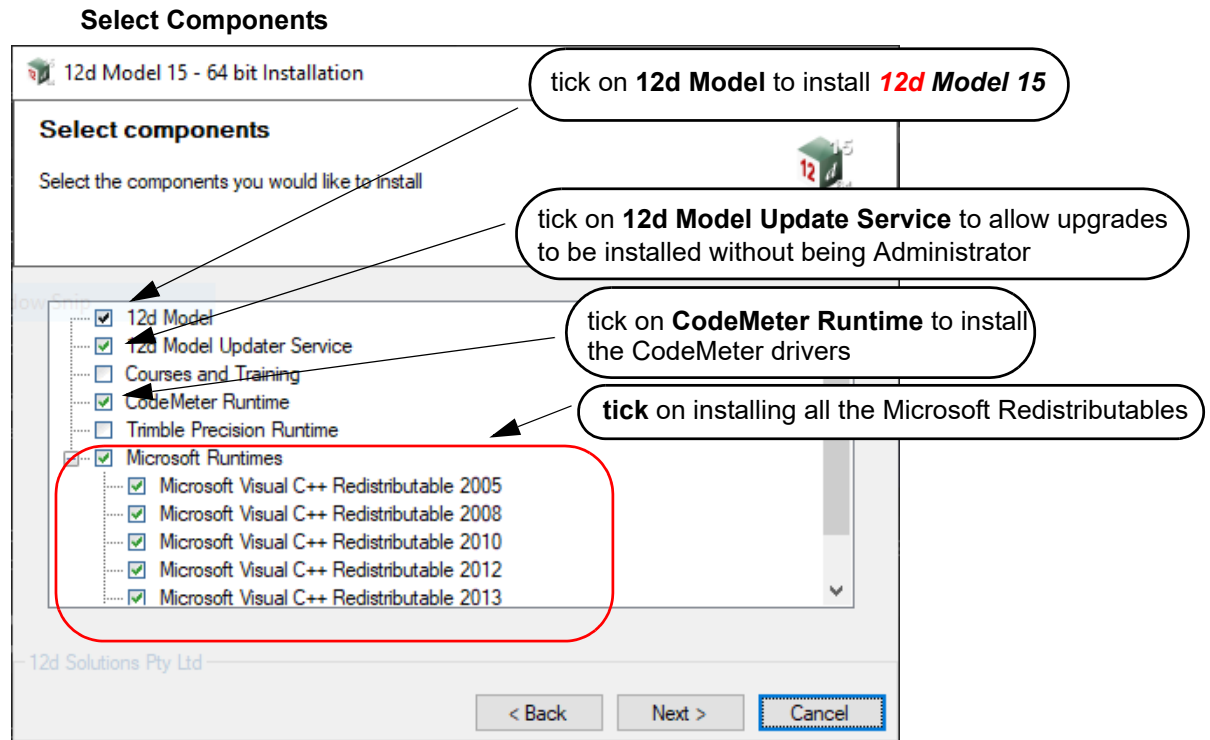 Select Components
12d Model 15 - 64 bit Installation
tick on 12d Model to install 12d Model 15
Select components
Select the components you would like to install
15
12 d
tick on 12d Model Update Service to allow upgrades
to be installed without being Administrator
low Snip
12d Model
12d Model Updater Service
Courses and Training
CodeMeter Runtime
Trimble Precision Runtime
tick on CodeMeter Runtime to install
the CodeMeter drivers
tick on installing all the Microsoft Redistributables
Microsoft Runtimes
Microsoft Visual C++ Redistributable 2005
Microsoft Visual C++ Redistributable 2008
Microsoft Visual C++ Redistributable 2010
Microsoft Visual C++ Redistributable 2012
Microsoft Visual C++ Redistributable 2013
12d Solutions Pty Ltd
< Back
Next >
Cancel